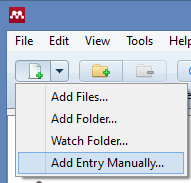 File Edit View Tools H
Add Files...
Add Folder...
Watch Folder...
Add Entry Manually...